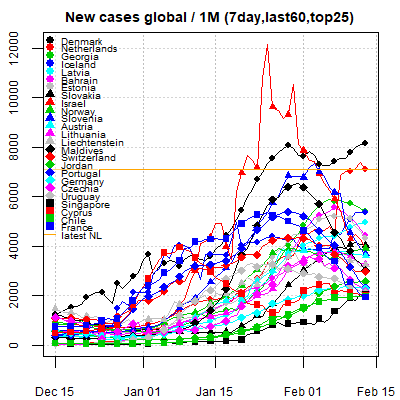 New cases global / 1M (7day,last60,top25)
12000
10000
8000
6000
4000
2000
0
Denmark
Netherlands
Georgia
Iceland
Latvia
Bahrain
Estonia
Slovakia
Israel
Norway
Slovenia
Austria
Lithuania
Liechtenstein
Maldives
Switzerland
Jordan
Portugal
Germany
Czechia
Uruguay
Singapore
Cyprus
Chile
France
latest NL
Dec 15
Jan 01
Jan 15
Feb 01
Feb 15